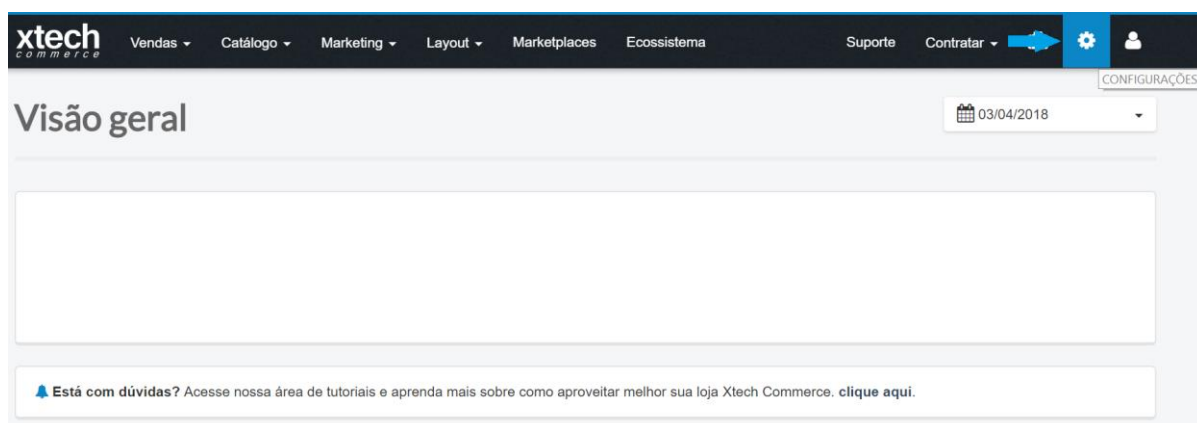 xtech
commerce
Vendas Catálogo Marketing Layout Marketplaces Ecossistema Suporte Contratar
CONFIGURAÇÕES
Visão geral
03/04/2018
Está com dúvidas? Acesse nossa área de tutoriais e aprenda mais sobre como aproveitar melhor sua loja Xtech Commerce. clique aqui.